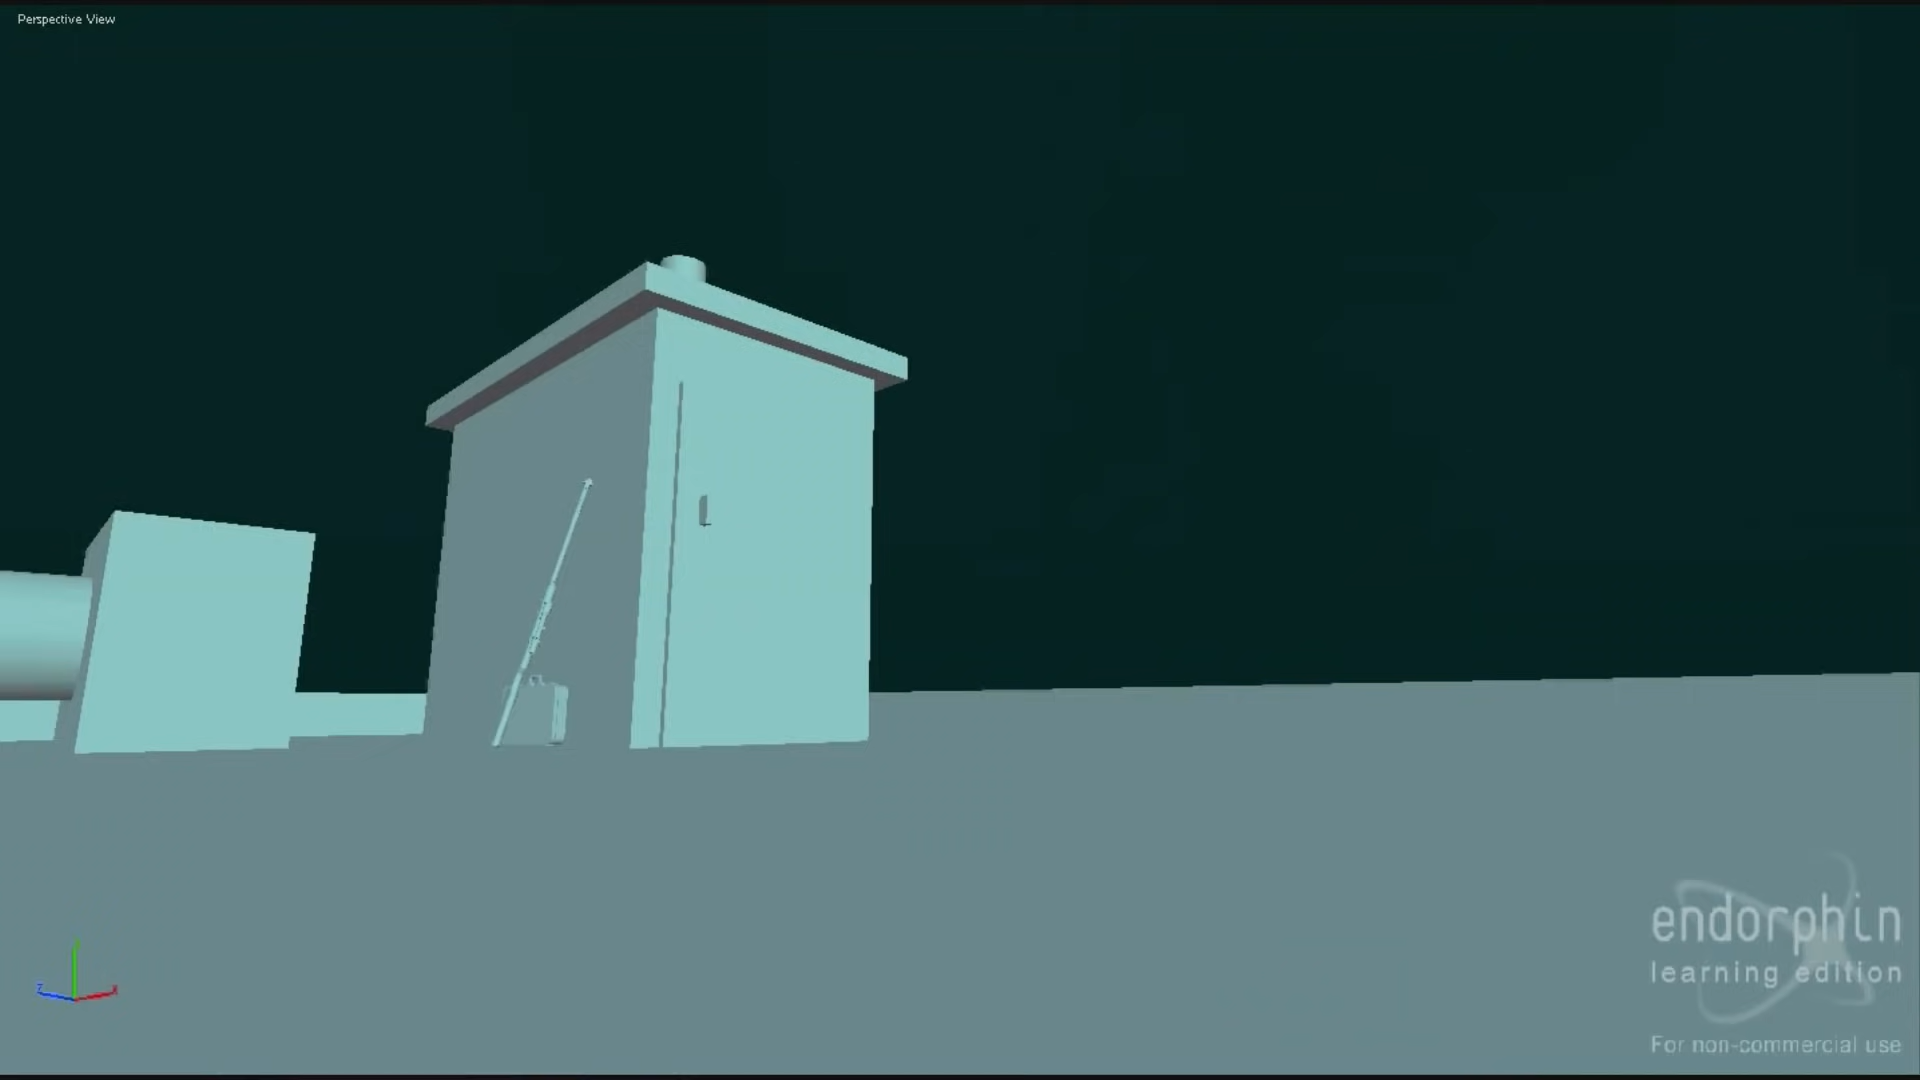 Perspective View
z
x
endorphin
learning edition
For non-commercial use